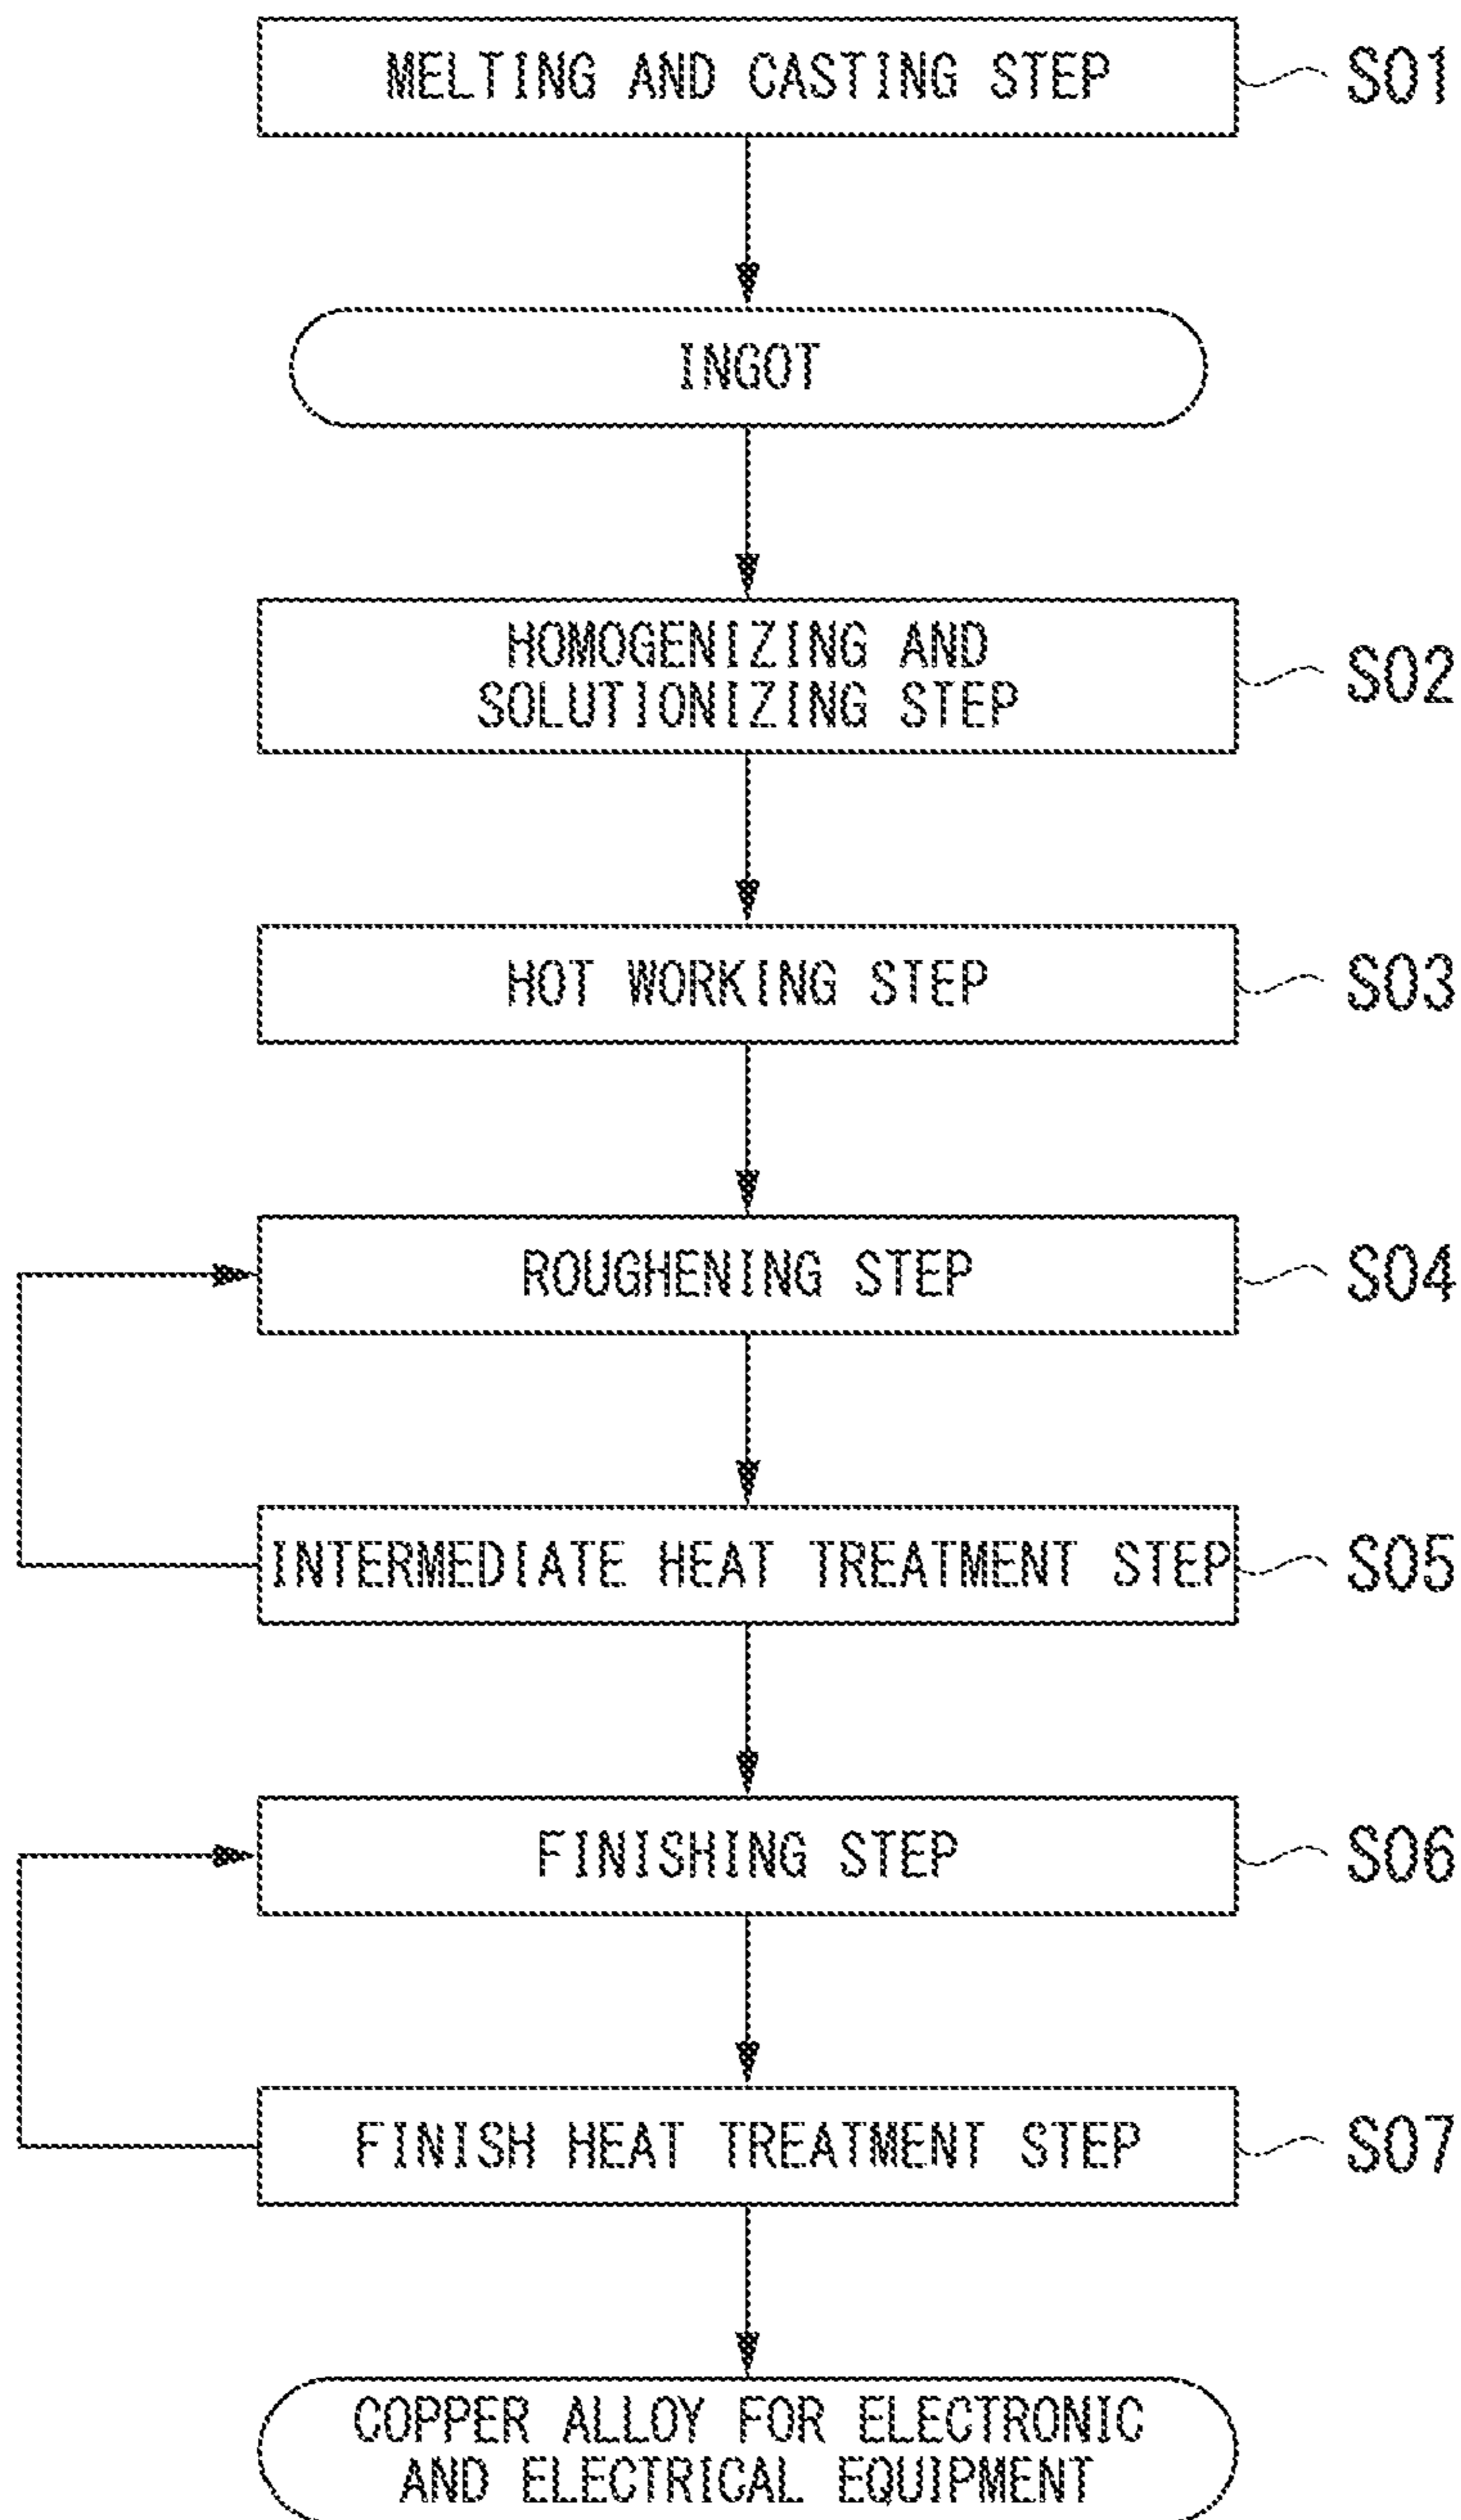 MELTING AND CASTING STEP
S01
INGOT
HOMOGENIZING AND
SOLUTIONIZING STEP
S02
HOT WORKING STEP
S03
ROUGHENING STEP
S04
INTERMEDIATE HEAT TREATMENT STEP
S05
FINISHING STEP
S06
FINISH HEAT TREATMENT STEP
S07
COPPER ALLOY FOR ELECTRONIC
AND ELECTRICAL EQUIPMENT